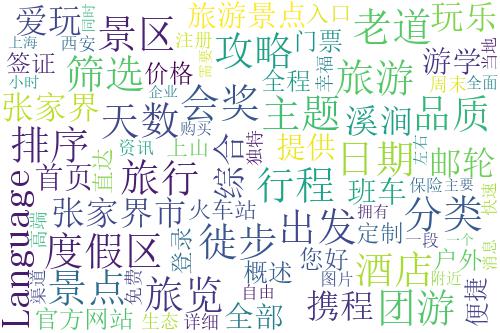 爱玩
同时
景区
旅游景点
入口
老道
玩乐
上海
西安
注册
攻略
门票
签证
筛选
价格
需要
全程
幸福
旅游
游学
当地
小时
企业
周末
全面
张家界
天数
会奖
主题
溪涧
品质
购买
独特
排序
直达
资讯
上山
综合
提供
日期
左右
邮轮
首页
旅行
行程
班车
保险
主要
快速
Language
高端
张家界市
火车站
出发
拥有
分类
一段
一个
度假区
登录
徒步
您好
定制
户外
消息
渠道
景点
免费
旅览
概述
自由
图片
酒店
附近
便捷
官方网站
生态
详细
全部
携程
团游